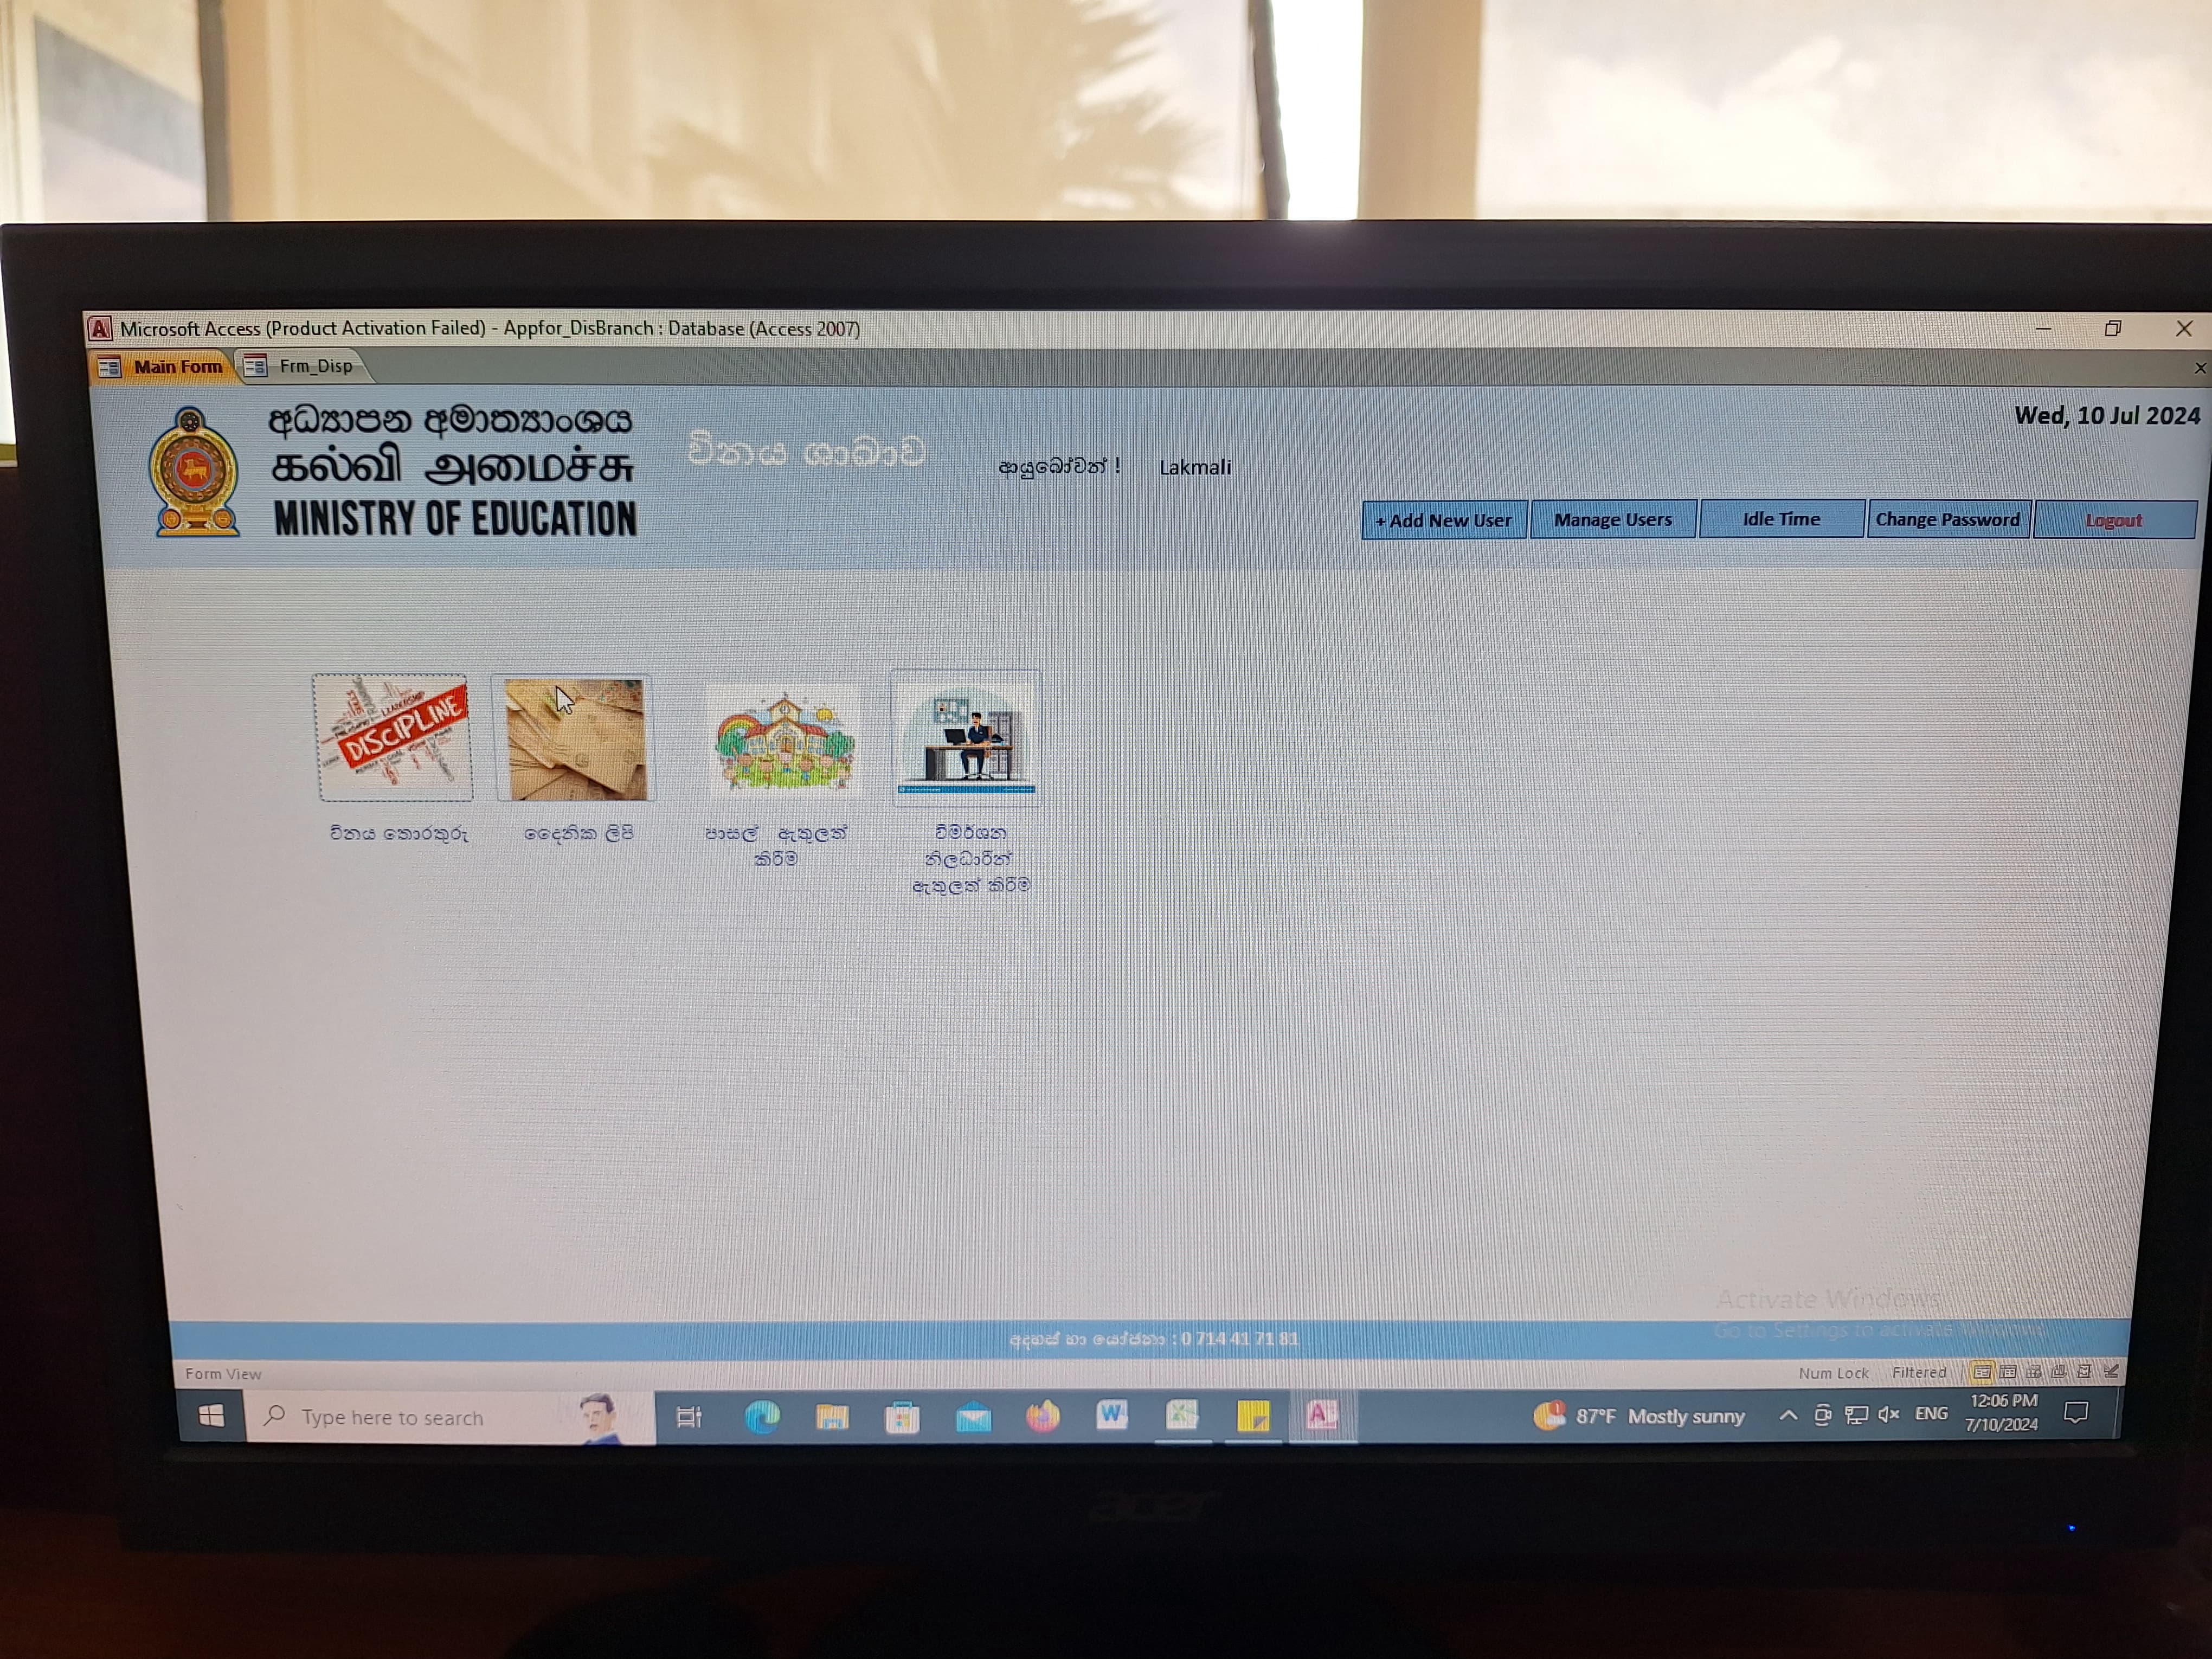 Microsoft Access (Product Activation Failed) - Appfor_DisBranch : Database (Access 2007)
Main Form
Frm_Disp
අධ්‍යාපන අමාත්‍යාංශය
கல்வி அமைச்சு
MINISTRY OF EDUCATION
විනය ශාඛාව
ආයුබෝවන් !
Lakmali
Wed, 10 Jul 2024
+ Add New User
Manage Users
Idle Time
Change Password
Logout
DISCIPLINE
විනය තොරතුරු
දෛනික ලිපි
පාසල් ඇතුලත්
කිරීම
විමර්ශන
නිලධාරින්
ඇතුලත් කිරීම
Activate Windows
Go to Settings to activate Windows.
අදහස් හා යෝජනා : 0 714 41 71 81
Form View
Num Lock
Filtered
Type here to search
87°F Mostly sunny
ENG
12:06 PM
7/10/2024
acer